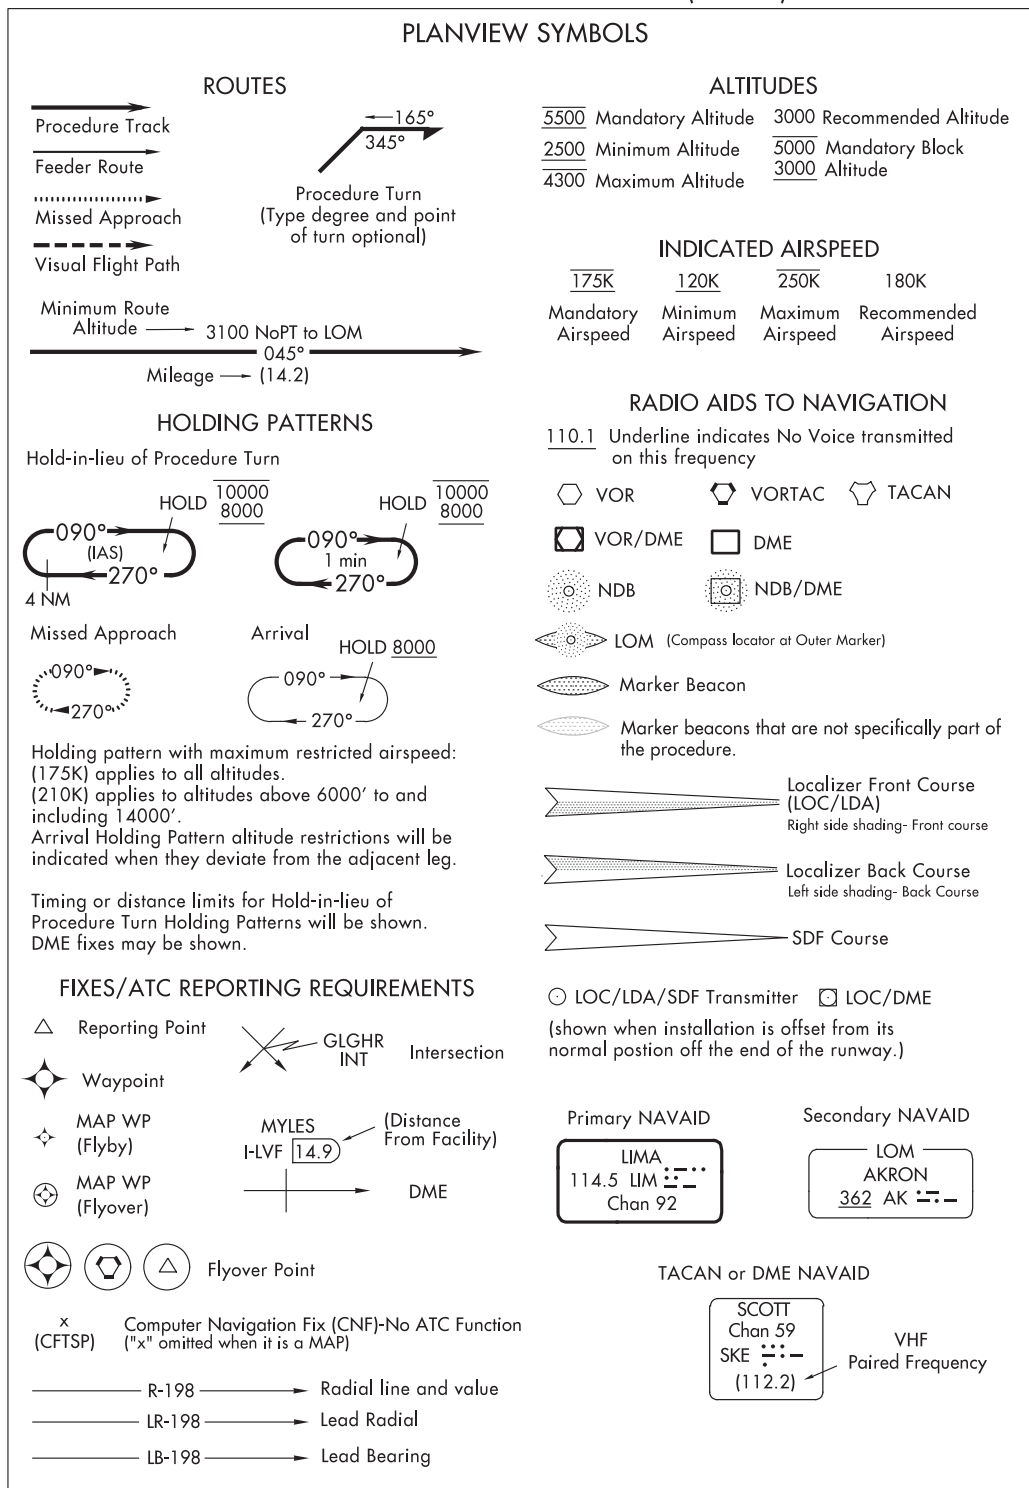 PLANVIEW SYMBOLS
ROUTES
Procedure Track
Feeder Route
Missed Approach
Visual Flight Path
165°
345°
Procedure Turn
(Type degree and point
of turn optional)
Minimum Route
Altitude
3100 NoPT to LOM
045°
Mileage
(14.2)
HOLDING PATTERNS
Hold-in-lieu of Procedure Turn
HOLD
10000
8000
090°
(IAS)
270°
4 NM
HOLD
10000
8000
090°
1 min
270°
Missed Approach
090°
270°
Arrival
HOLD 8000
090°
270°
Holding pattern with maximum restricted airspeed:
(175K) applies to all altitudes.
(210K) applies to altitudes above 6000' to and
including 14000'.
Arrival Holding Pattern altitude restrictions will be
indicated when they deviate from the adjacent leg.
Timing or distance limits for Hold-in-lieu of
Procedure Turn Holding Patterns will be shown.
DME fixes may be shown.
FIXES/ATC REPORTING REQUIREMENTS
Reporting Point
Waypoint
MAP WP
(Flyby)
MAP WP
(Flyover)
GLGHR
INT
Intersection
MYLES
I-LVF 14.9
(Distance
From Facility)
DME
Flyover Point
x
(CFTSP)
Computer Navigation Fix (CNF)-No ATC Function
("x" omitted when it is a MAP)
R-198
Radial line and value
LR-198
Lead Radial
LB-198
Lead Bearing
ALTITUDES
5500 Mandatory Altitude
2500 Minimum Altitude
4300 Maximum Altitude
3000 Recommended Altitude
5000 Mandatory Block
3000 Altitude
INDICATED AIRSPEED
175K
120K
250K
180K
Mandatory
Airspeed
Minimum
Airspeed
Maximum
Airspeed
Recommended
Airspeed
RADIO AIDS TO NAVIGATION
110.1 Underline indicates No Voice transmitted
on this frequency
VOR
VORTAC
TACAN
VOR/DME
DME
NDB
NDB/DME
LOM (Compass locator at Outer Marker)
Marker Beacon
Marker beacons that are not specifically part of
the procedure.
Localizer Front Course
(LOC/LDA)
Right side shading- Front course
Localizer Back Course
Left side shading- Back Course
SDF Course
LOC/LDA/SDF Transmitter
LOC/DME
(shown when installation is offset from its
normal postion off the end of the runway.)
Primary NAVAID
LIMA
114.5 LIM
Chan 92
Secondary NAVAID
LOM
AKRON
362 AK
TACAN or DME NAVAID
SCOTT
Chan 59
SKE
(112.2)
VHF
Paired Frequency